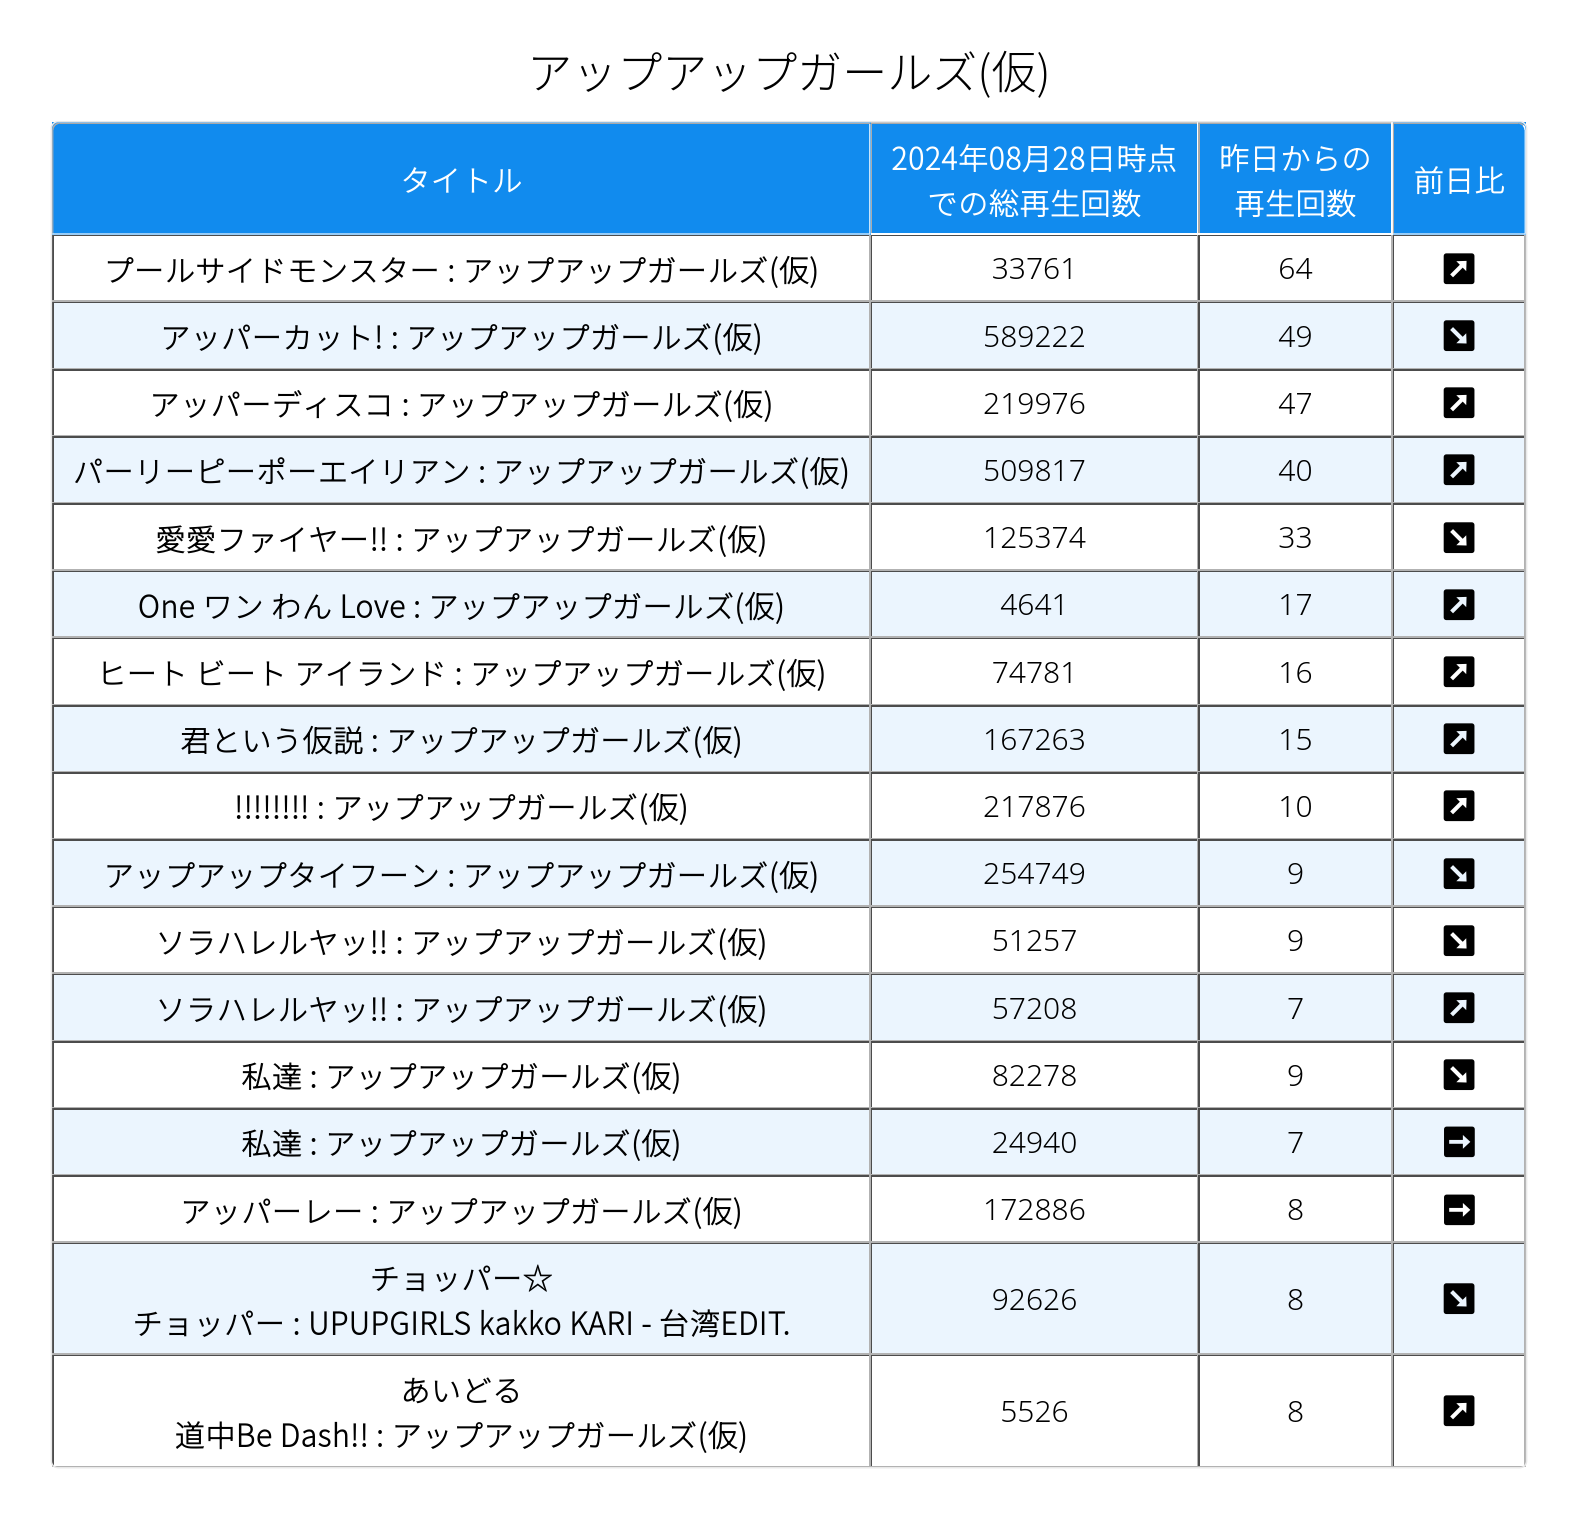 アップアップガールズ(仮)
タイトル 2024年08月28日時点 昨日からの 前日比
での総再生回数 再生回数
プールサイドモンスター : アップアップガールズ(仮) 33761 64 ↗
アッパーカット! : アップアップガールズ(仮) 589222 49 ↘
アッパーディスコ : アップアップガールズ(仮) 219976 47 ↗
パーリーピーポーエイリアン : アップアップガールズ(仮) 509817 40 ↗
愛愛ファイヤー!! : アップアップガールズ(仮) 125374 33 ↘
One ワン わん Love : アップアップガールズ(仮) 4641 17 ↗
ヒート ビート アイランド : アップアップガールズ(仮) 74781 16 ↗
君という仮説 : アップアップガールズ(仮) 167263 15 ↗
!!!!!!!! : アップアップガールズ(仮) 217876 10 ↗
アップアップタイフーン : アップアップガールズ(仮) 254749 9 ↘
ソラハレルヤッ!! : アップアップガールズ(仮) 51257 9 ↘
ソラハレルヤッ!! : アップアップガールズ(仮) 57208 7 ↗
私達 : アップアップガールズ(仮) 82278 9 ↘
私達 : アップアップガールズ(仮) 24940 7 →
アッパーレー : アップアップガールズ(仮) 172886 8 →
チョッパー☆
チョッパー : UPUPGIRLS kakko KARI - 台湾EDIT. 92626 8 ↘
あいどる
道中Be Dash!! : アップアップガールズ(仮) 5526 8 ↗